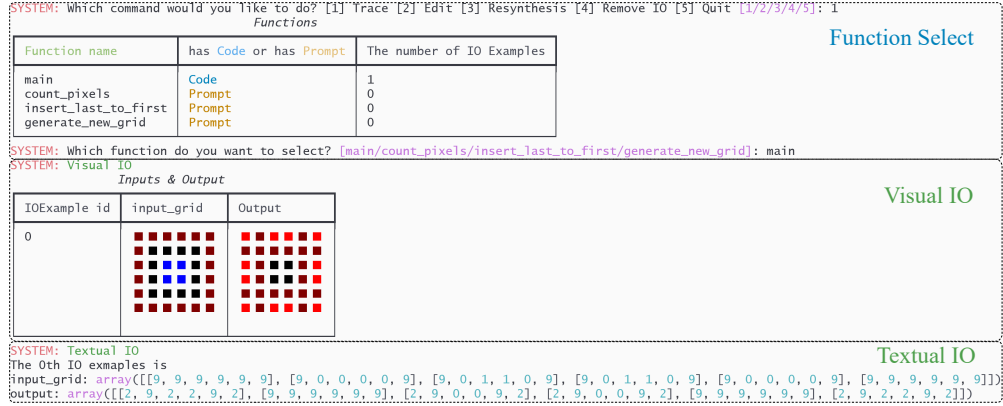 SYSTEM: Which command would you like to do? [1] Trace [2] Edit [3] Resynthesis [4] Remove IO [5] Quit [1/2/3/4/5]: 1
Functions
Function Select
Function name has Code or has Prompt The number of IO Examples
main Code 1
count_pixels Prompt 0
insert_last_to_first Prompt 0
generate_new_grid Prompt 0
SYSTEM: Which function do you want to select? [main/count_pixels/insert_last_to_first/generate_new_grid]: main
SYSTEM: Visual IO
Inputs & Output
Visual IO
IOExample id input_grid Output
0
SYSTEM: Textual IO
Textual IO
The 0th IO exmaples is
input_grid: array([[9, 9, 9, 9, 9, 9], [9, 0, 0, 0, 0, 9], [9, 0, 1, 1, 0, 9], [9, 0, 1, 1, 0, 9], [9, 0, 0, 0, 0, 9], [9, 9, 9, 9, 9, 9]])
output: array([[2, 9, 2, 2, 9, 2], [9, 9, 9, 9, 9, 9], [2, 9, 0, 0, 9, 2], [2, 9, 0, 0, 9, 2], [9, 9, 9, 9, 9, 9], [2, 9, 2, 2, 9, 2]])